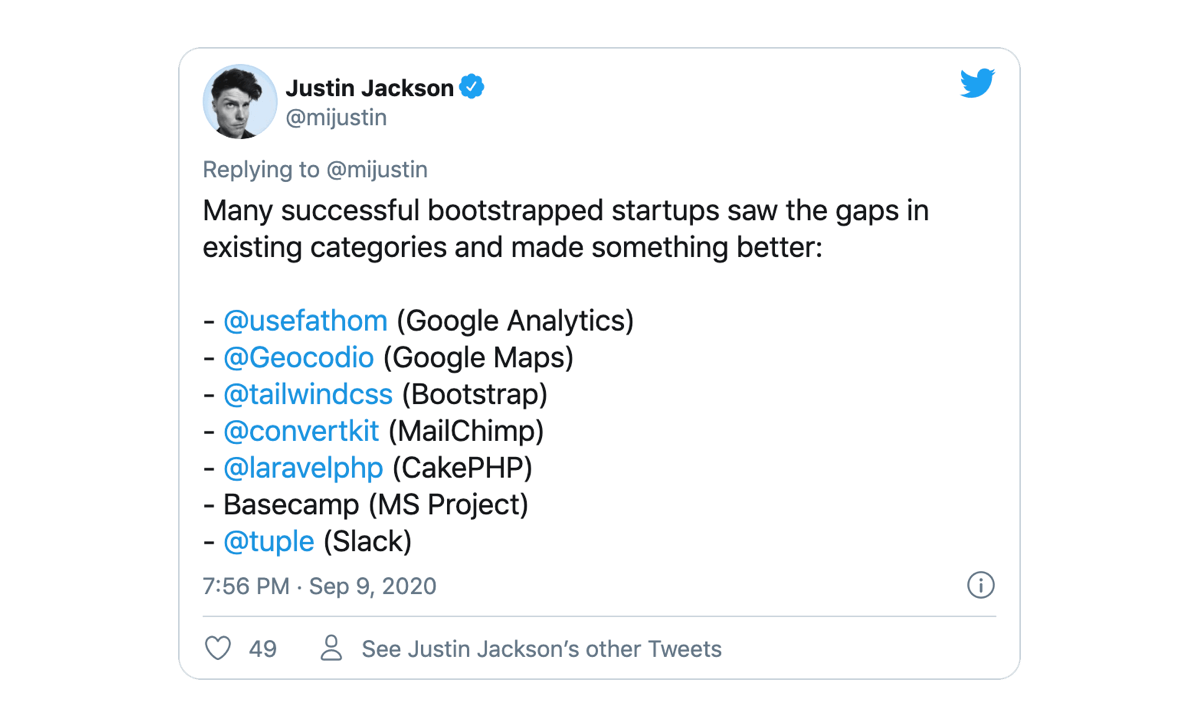 Justin Jackson
@mijustin
Replying to @mijustin
Many successful bootstrapped startups saw the gaps in
existing categories and made something better:
- @usefathom (Google Analytics)
- @Geocodio (Google Maps)
- @tailwindcss (Bootstrap)
- @convertkit (MailChimp)
- @laravelphp (CakePHP)
- Basecamp (MS Project)
- @tuple (Slack)
7:56 PM · Sep 9, 2020
49 See Justin Jackson’s other Tweets